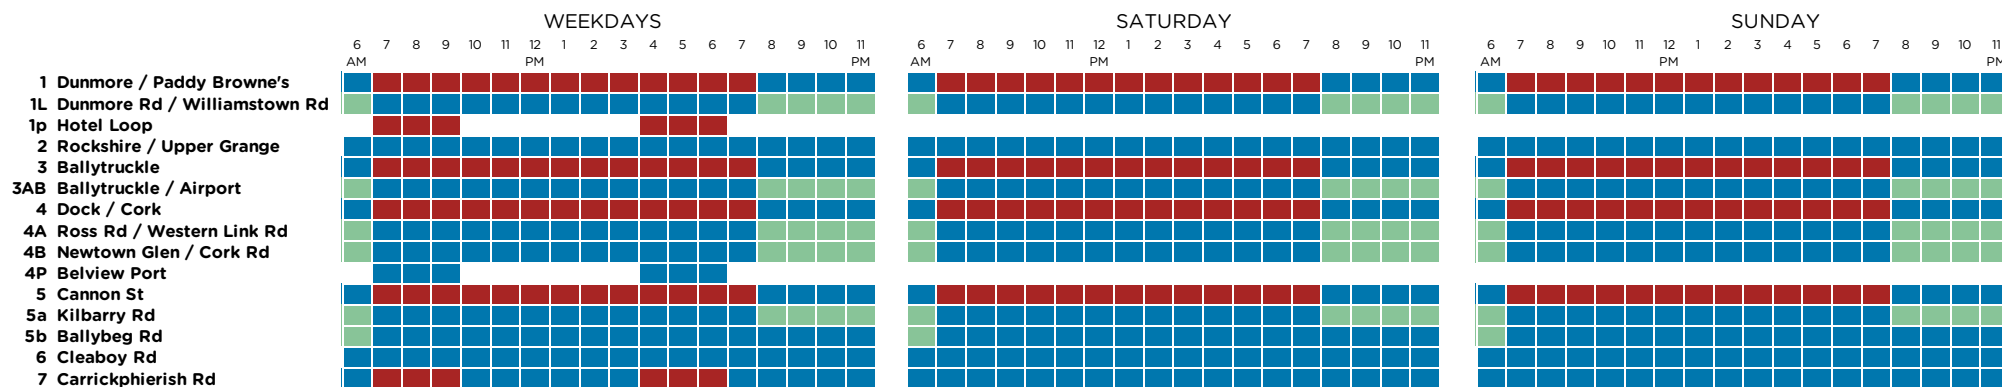 WEEKDAYS SATURDAY SUNDAY
6 7 8 9 10 11 12 1 2 3 4 5 6 7 8 9 10 11 6 7 8 9 10 11 12 1 2 3 4 5 6 7 8 9 10 11 6 7 8 9 10 11 12 1 2 3 4 5 6 7 8 9 10 11
AM PM PM AM PM PM AM PM PM
1 Dunmore / Paddy Browne's
1L Dunmore Rd / Williamstown Rd
1p Hotel Loop
2 Rockshire / Upper Grange
3 Ballytruckle
3AB Ballytruckle / Airport
4 Dock / Cork
4A Ross Rd / Western Link Rd
4B Newtown Glen / Cork Rd
4P Belview Port
5 Cannon St
5a Kilbarry Rd
5b Ballybeg Rd
6 Cleaboy Rd
7 Carrickphierish Rd